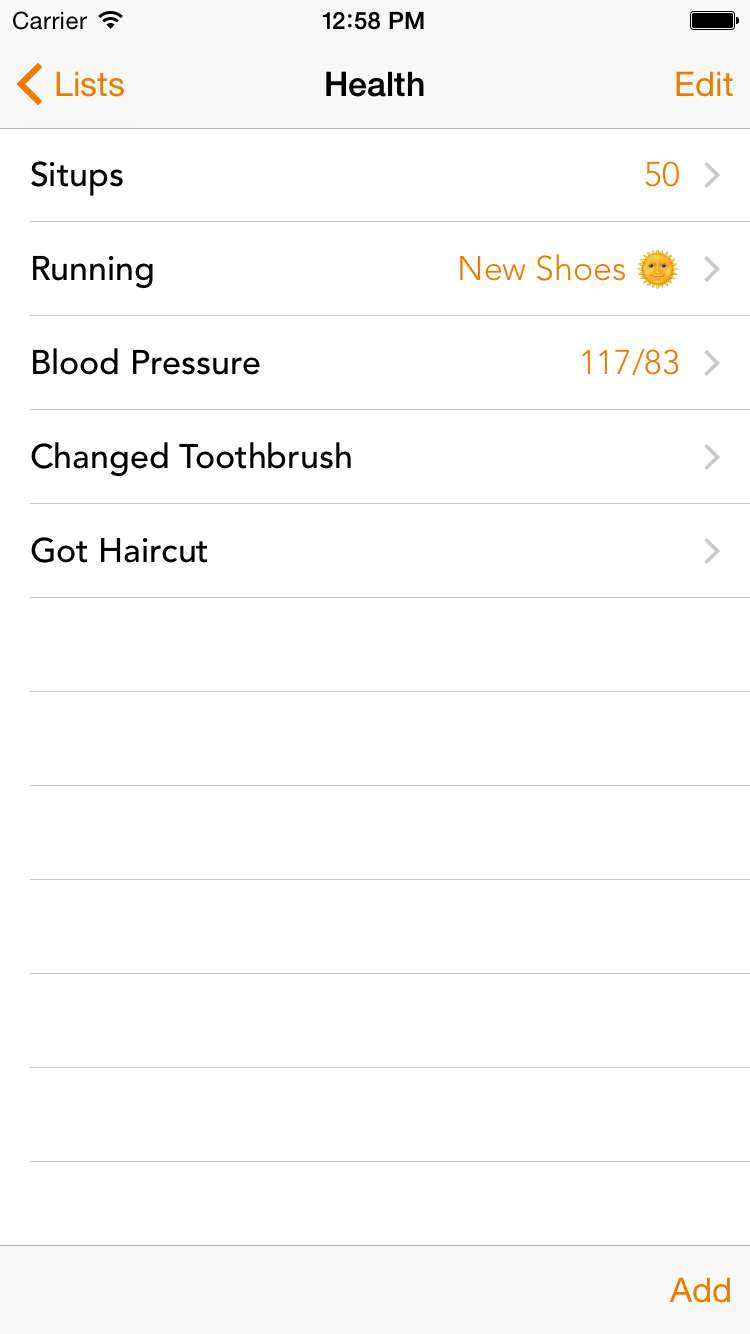 Carrier 12:58 PM
Lists Health Edit
Situps 50
Running New Shoes 🌞
Blood Pressure 117/83
Changed Toothbrush
Got Haircut
Add